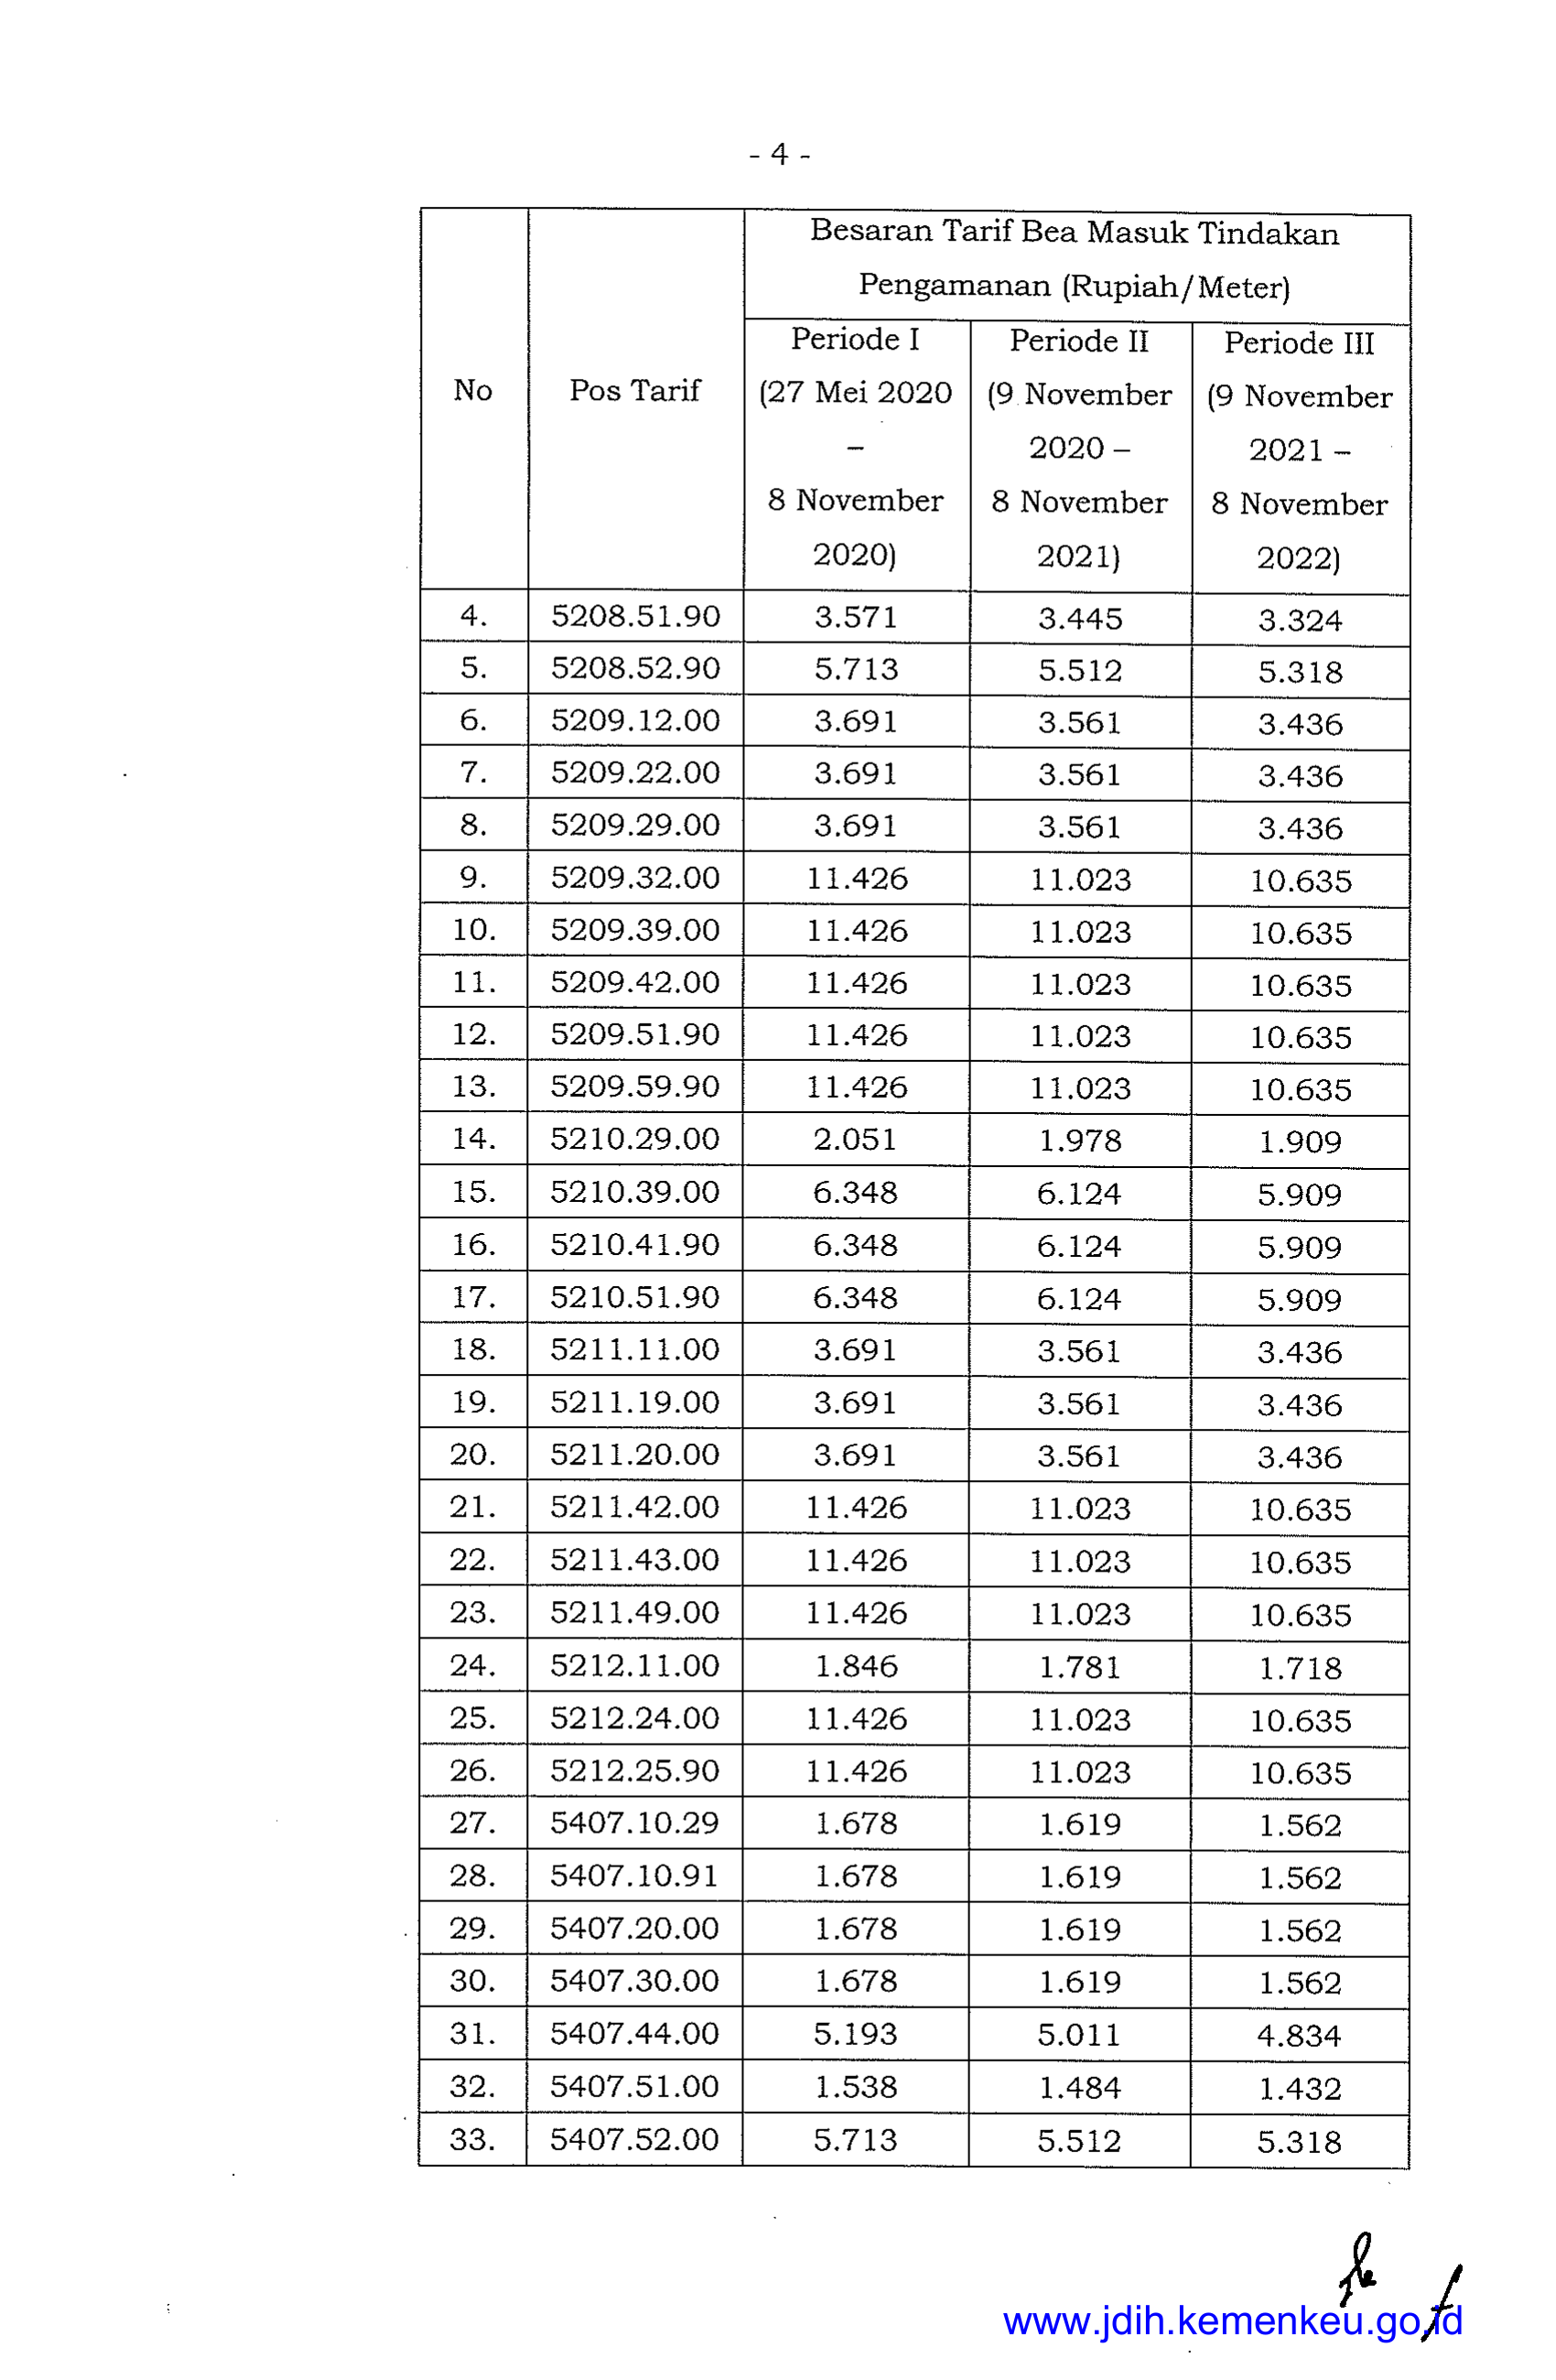 - 4 -
Besaran Tarif Bea Masuk Tindakan
Pengamanan (Rupiah/Meter)
No
Pos Tarif
Periode I
(27 Mei 2020
–
8 November
2020)
Periode II
(9 November
2020 –
8 November
2021)
Periode III
(9 November
2021 –
8 November
2022)
4. 5208.51.90 3.571 3.445 3.324
5. 5208.52.90 5.713 5.512 5.318
6. 5209.12.00 3.691 3.561 3.436
7. 5209.22.00 3.691 3.561 3.436
8. 5209.29.00 3.691 3.561 3.436
9. 5209.32.00 11.426 11.023 10.635
10. 5209.39.00 11.426 11.023 10.635
11. 5209.42.00 11.426 11.023 10.635
12. 5209.51.90 11.426 11.023 10.635
13. 5209.59.90 11.426 11.023 10.635
14. 5210.29.00 2.051 1.978 1.909
15. 5210.39.00 6.348 6.124 5.909
16. 5210.41.90 6.348 6.124 5.909
17. 5210.51.90 6.348 6.124 5.909
18. 5211.11.00 3.691 3.561 3.436
19. 5211.19.00 3.691 3.561 3.436
20. 5211.20.00 3.691 3.561 3.436
21. 5211.42.00 11.426 11.023 10.635
22. 5211.43.00 11.426 11.023 10.635
23. 5211.49.00 11.426 11.023 10.635
24. 5212.11.00 1.846 1.781 1.718
25. 5212.24.00 11.426 11.023 10.635
26. 5212.25.90 11.426 11.023 10.635
27. 5407.10.29 1.678 1.619 1.562
28. 5407.10.91 1.678 1.619 1.562
29. 5407.20.00 1.678 1.619 1.562
30. 5407.30.00 1.678 1.619 1.562
31. 5407.44.00 5.193 5.011 4.834
32. 5407.51.00 1.538 1.484 1.432
33. 5407.52.00 5.713 5.512 5.318
www.jdih.kemenkeu.go.id